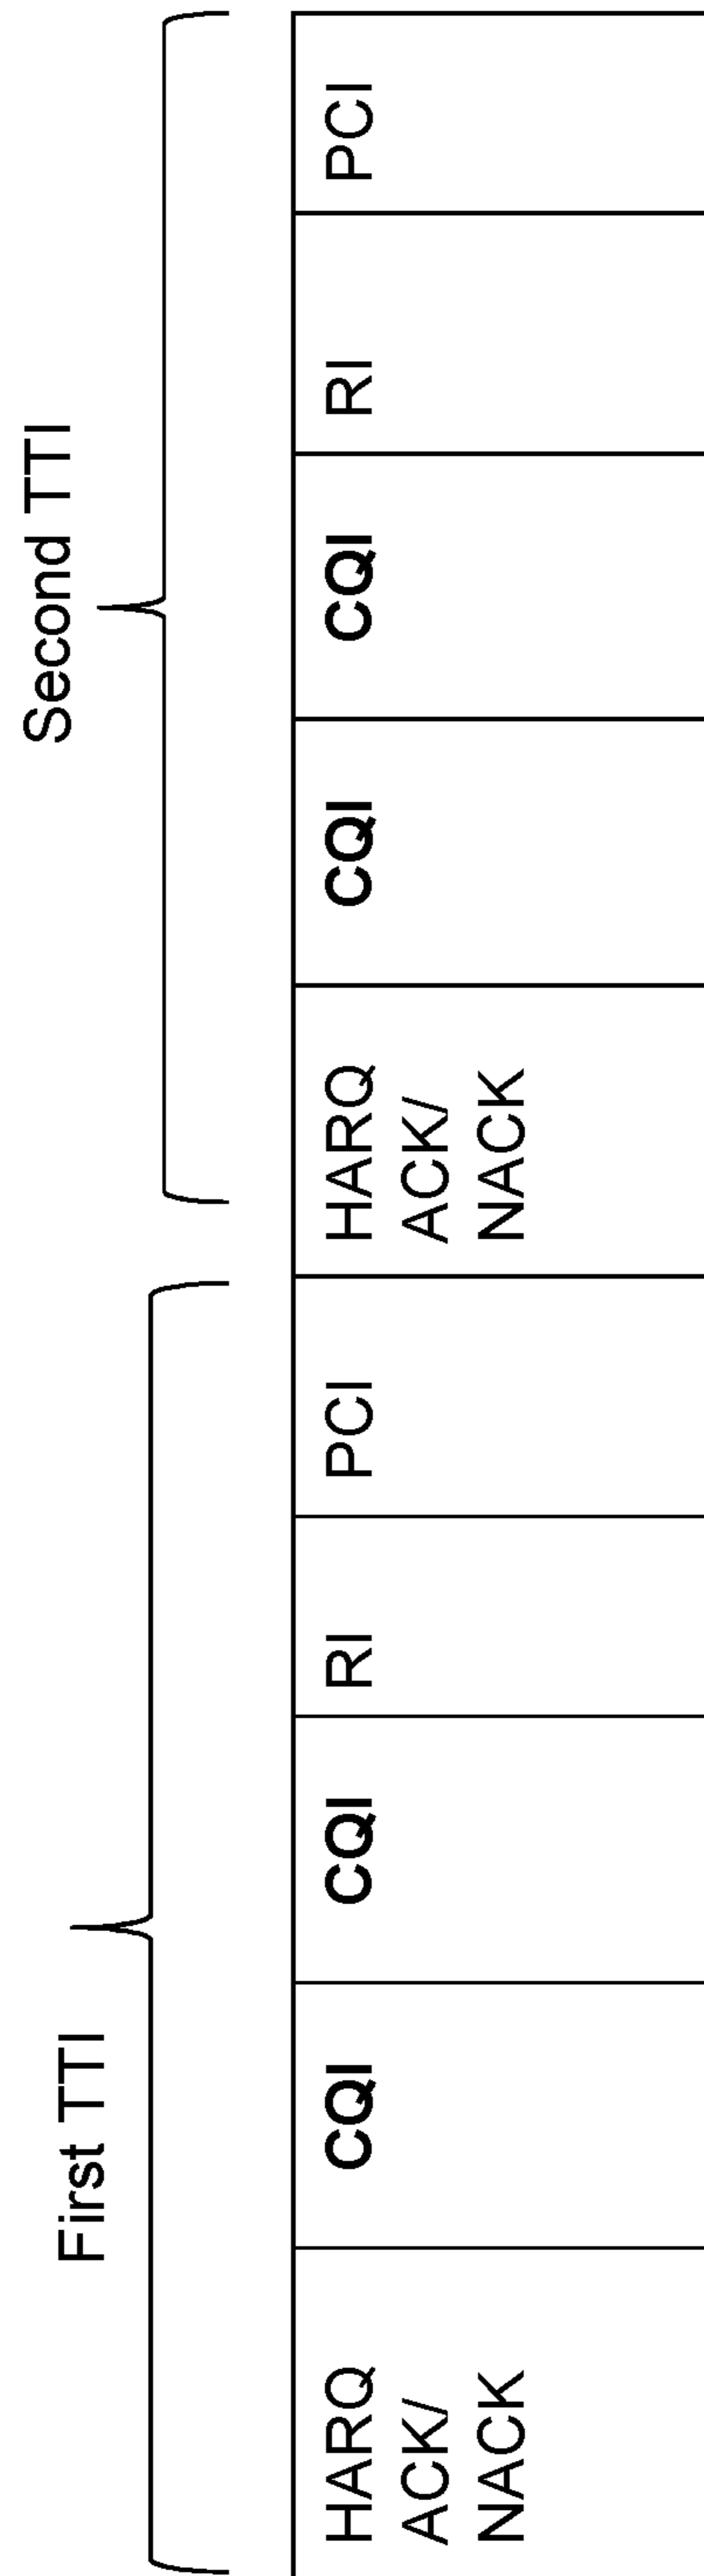 First TTI
Second TTI
HARQ
ACK/
NACK
CQI
CQI
RI
PCI
HARQ
ACK/
NACK
CQI
CQI
RI
PCI